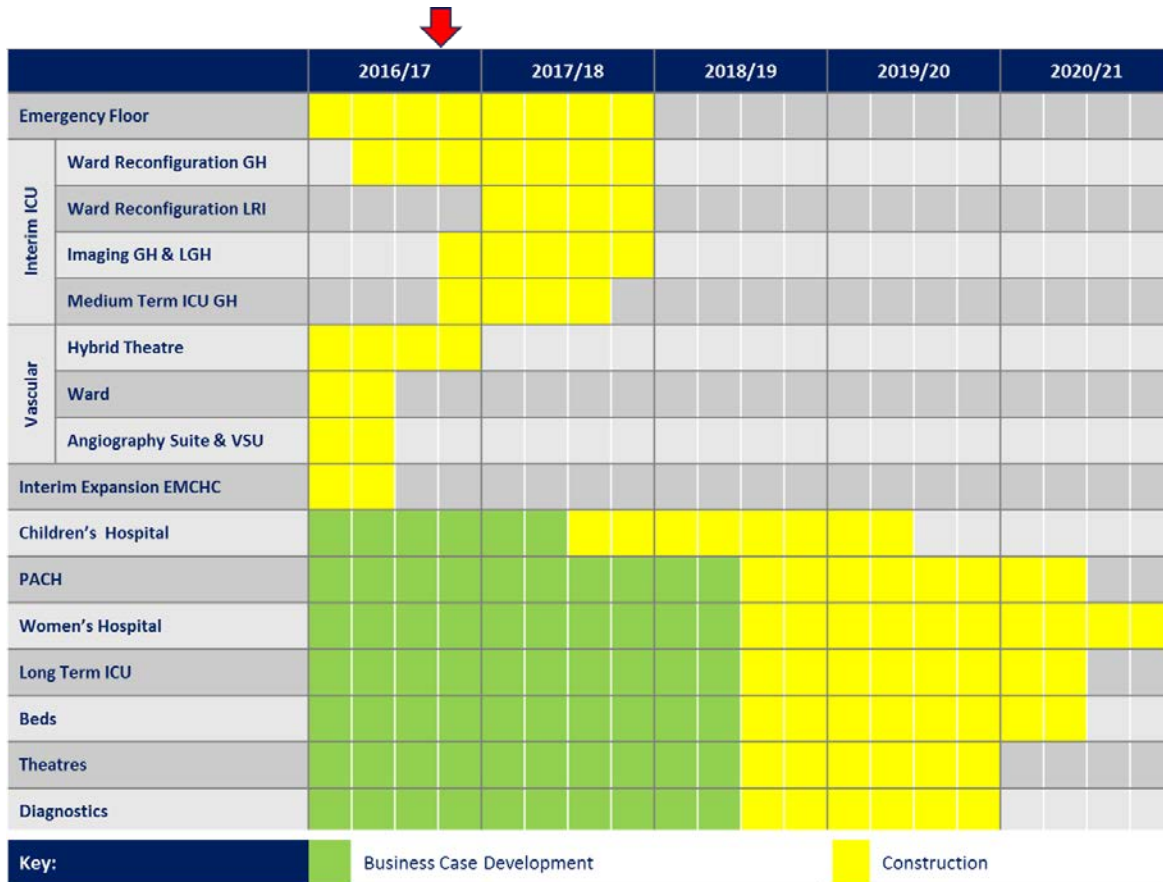 2016/17 2017/18 2018/19 2019/20 2020/21
Emergency Floor
Interim ICU
Ward Reconfiguration GH
Ward Reconfiguration LRI
Imaging GH & LGH
Medium Term ICU GH
Vascular
Hybrid Theatre
Ward
Angiography Suite & VSU
Interim Expansion EMCHC
Children's  Hospital
PACH
Women's Hospital
Long Term ICU
Beds
Theatres
Diagnostics
Key: Business Case Development Construction